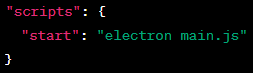 "scripts": {
  "start": "electron main.js"
}